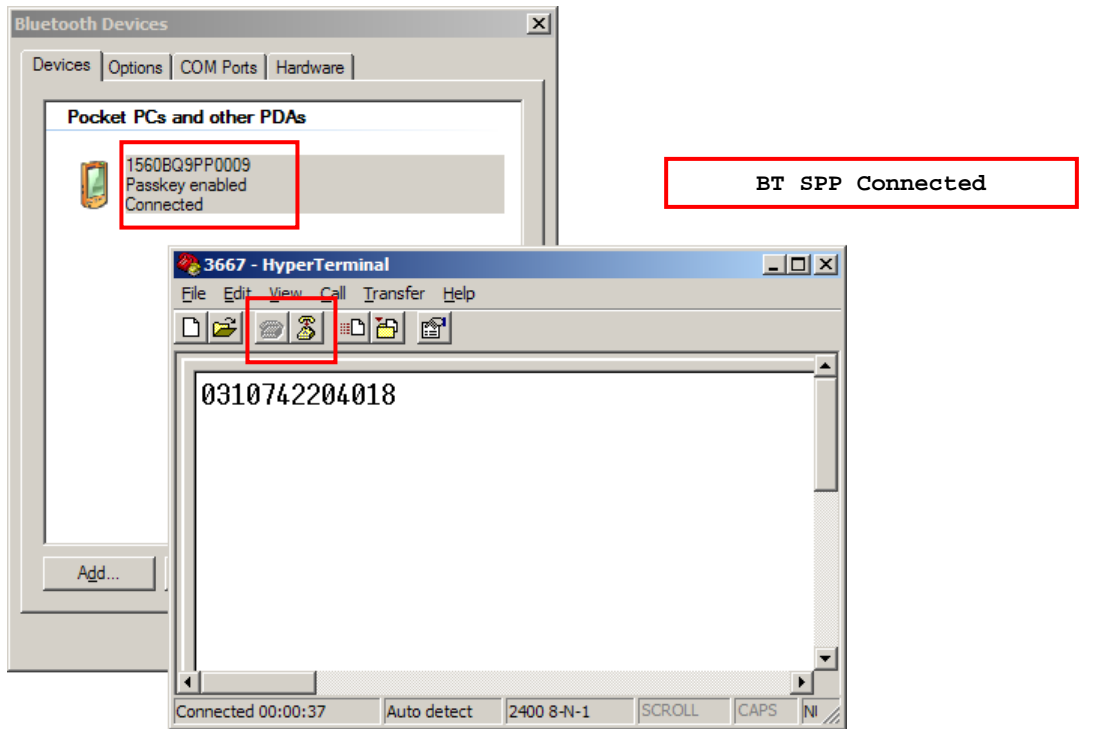 Bluetooth Devices
Devices Options COM Ports Hardware
Pocket PCs and other PDAs
1560BQ9PP0009
Passkey enabled
Connected
BT SPP Connected
3667 - HyperTerminal
File Edit View Call Transfer Help
0310742204018
Add...
Connected 00:00:37 Auto detect 2400 8-N-1 SCROLL CAPS